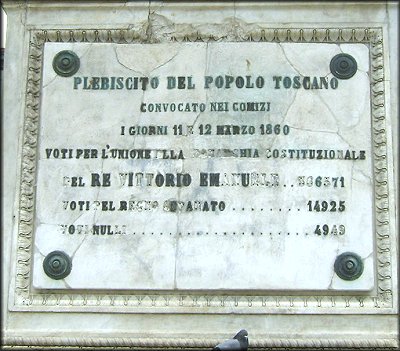 PLEBISCITO DEL POPOLO TOSCANO
CONVOCATO NEI COMIZI
I GIORNI 11 E 12 MARZO 1860
VOTI PER L'UNIONE ALLA MONARCHIA COSTITUZIONALE
DEL RE VITTORIO EMANUELE .. 366571
VOTI PEL REGNO SEPARATO ......... 14925
VOTI NULLI .................... 4949